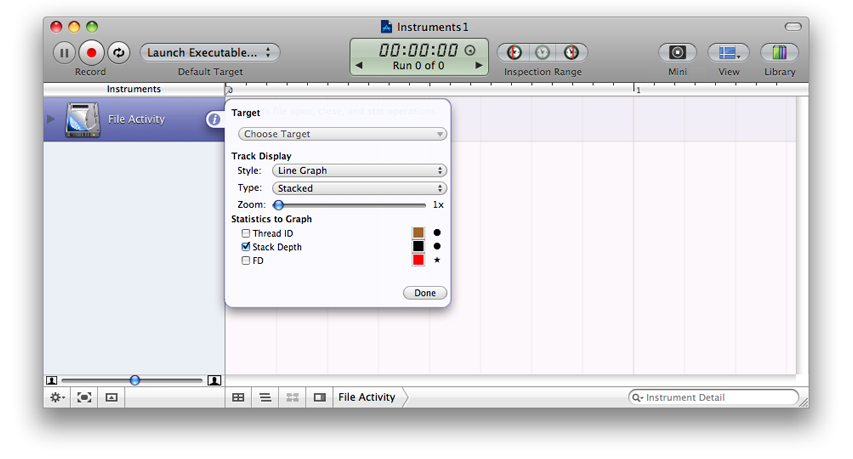 Instruments1
Launch Executable...
00:00:00
Run 0 of 0
Record
Default Target
Inspection Range
Mini
View
Library
Instruments
0
1
File Activity
Target
Choose Target
Track Display
Style: Line Graph
Type: Stacked
Zoom: 1x
Statistics to Graph
Thread ID
Stack Depth
FD
Done
File Activity
Instrument Detail